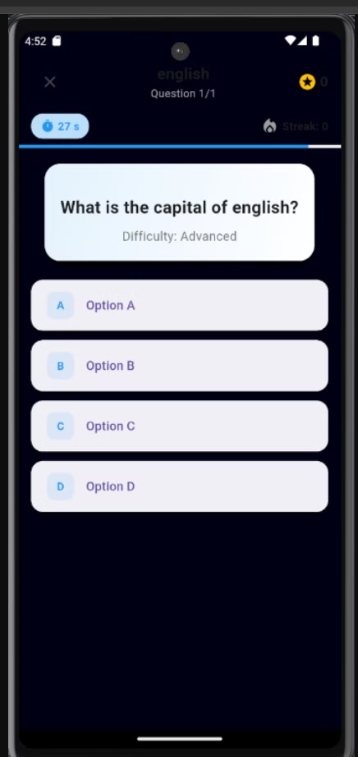 4:52
english
0
Question 1/1
27 s
Streak: 0
What is the capital of english?
Difficulty: Advanced
A Option A
B Option B
C Option C
D Option D